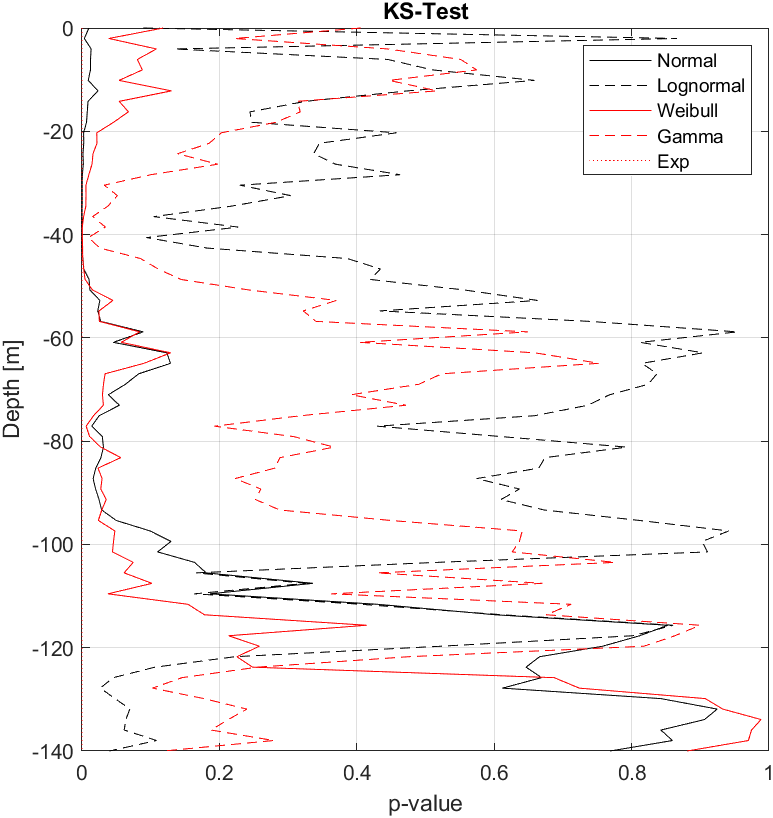 KS-Test
Normal
Lognormal
Weibull
Gamma
Exp
0
-20
-40
-60
-80
-100
-120
-140
Depth [m]
0
0.2
0.4
0.6
0.8
1
p-value